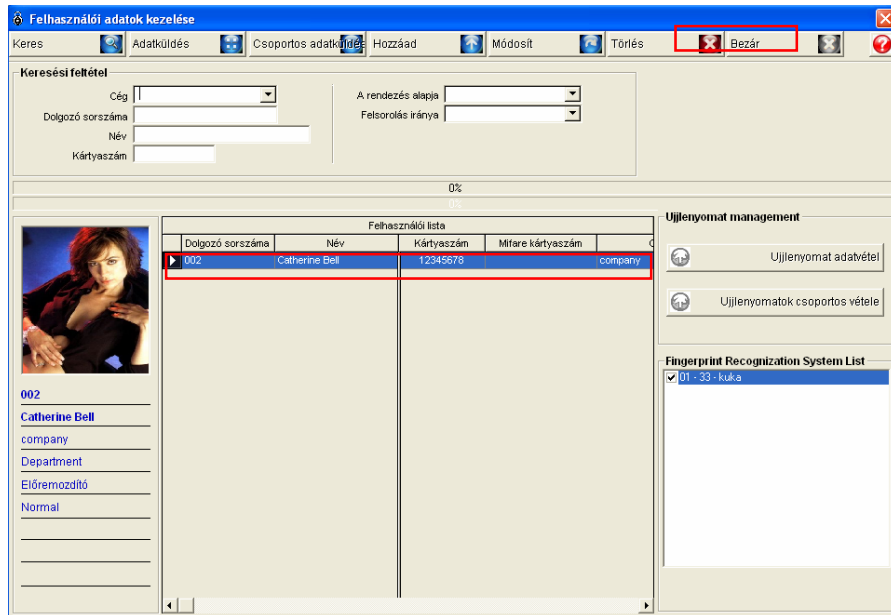 Felhasználói adatok kezelése
Keres Adatküldés Csoportos adatküldés Hozzáad Módosít Törlés Bezár
Keresési feltétel
Cég A rendezés alapja
Dolgozó sorszáma Felsorolás iránya
Név
Kártyaszám
0%
0%
Felhasználói lista Ujjlenyomat management
Dolgozó sorszáma Név Kártyaszám Mifare kártyaszám C
002 Catherine Bell 12345678 company
Ujjlenyomat adatvétel
Ujjlenyomatok csoportos vétele
Fingerprint Recognization System List
01 - 33 - kuka
002
Catherine Bell
company
Department
Előremozdító
Normal